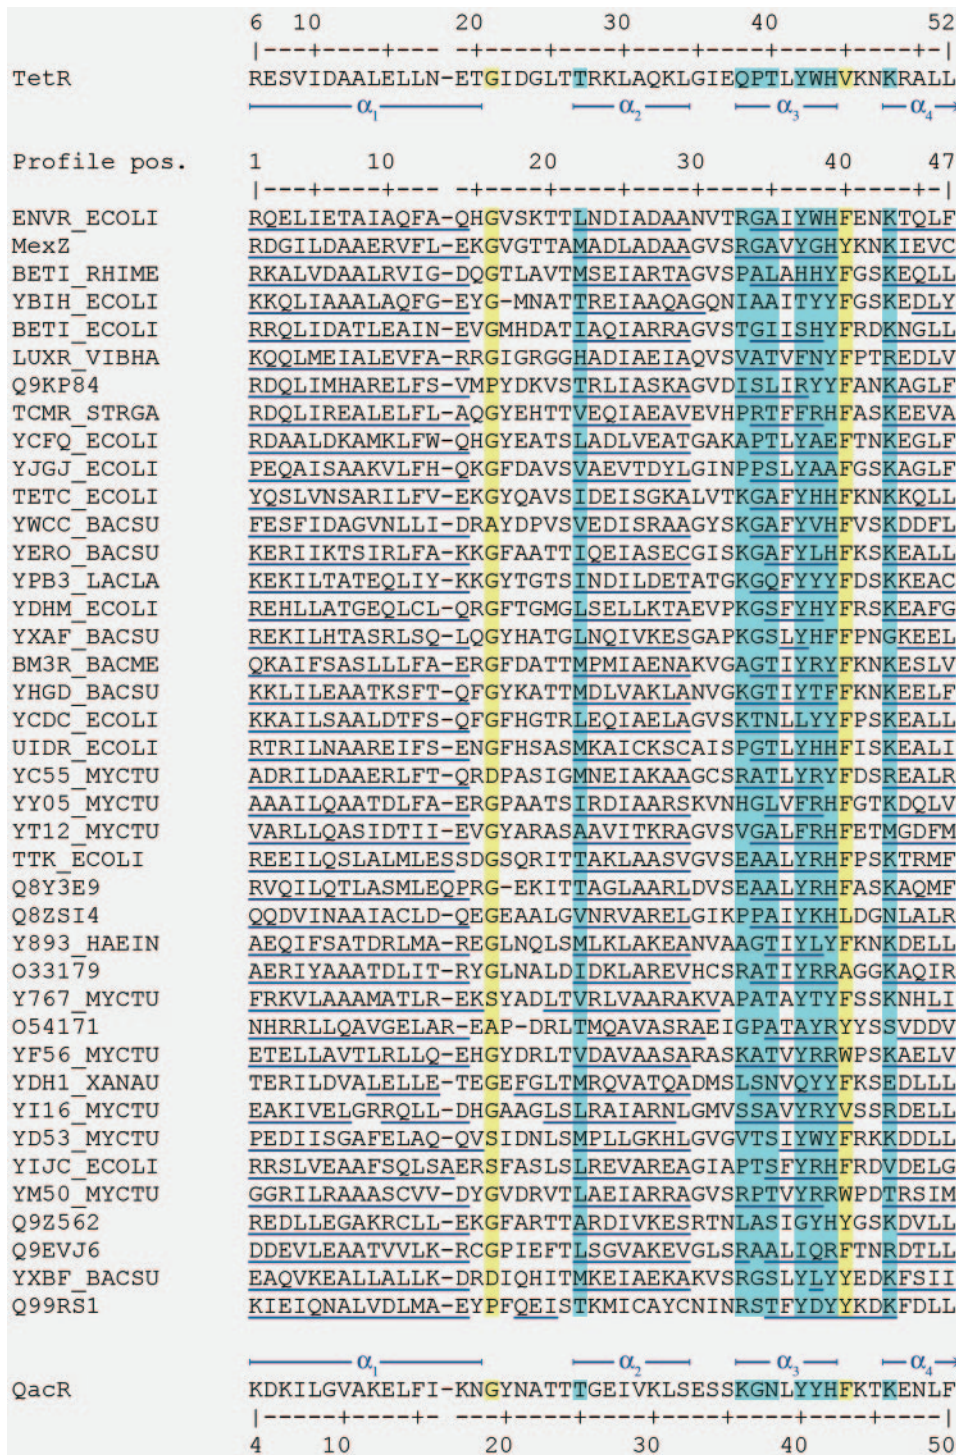 6 10 20 30 40 52
|----+---------+---------+---------+-------+--|
TetR RESVIDAALELLN-ETGIDGLTTRKLAQKLGIEQPTLYWHVKNKRALL
α1 α2 α3 α4
Profile pos. 1 10 20 30 40 47
ENVR_ECOLI RQELIETAIAQFA-QHGVSKTTLNDIADAANVTRGAIYWHFENKTQLF
MexZ RDGILDAAERVFL-EKGVGTTAMADLADAAGVSRGAVYGHYKNKIEVC
BETI_RHIME RKALVDAALRVIG-DQGTLAVTMSEIARTAGVSPALAHHYFGSKEQLL
YBIH_ECOLI KKQLIAAALAQFG-EYG-MNATTREIAAQAGQNIAAITYYFGSKEDLY
BETI_ECOLI RRQLIDATLEAIN-EVGMHDATIAQIARRAGVSTGIISHYFRDKNGLL
LUXR_VIBHA KQQLMEIALEVFA-RRGIGRGGHADIAEIAQVSVATVFNYFPTREDLV
Q9KP84 RDQLIMHARELFS-VMPYDKVSTRLIASKAGVDISLIRYYFANKAGLF
TCMR_STRGA RDQLIREALELFL-AQGYEHTTVEQIAEAVEVHPRTFFRHFASKEEVA
YCFQ_ECOLI RDAALDKAMKLFW-QHGYEATSLADLVEATGAKAPTLYAEFTNKEGLF
YJGJ_ECOLI PEQAISAAKVLFH-QKGFDAVSVAEVTDYLGINPPSLYAAFGSKAGLF
TETC_ECOLI YQSLVNSARILFV-EKGYQAVSIDEISGKALVTKGAFYHHFKNKKQLL
YWCC_BACSU FESFIDAGVNLLI-DRAYDPVSVEDISRAAGYSKGAFYVHFVSKDDFL
YERO_BACSU KERIIKTSIRLFA-KKGFAATTIQEIASECGISKGAFYLHFKSKEALL
YPB3_LACLA KEKILTATEQLIY-KKGYTGTSINDILDETATGKGQFYYYFDSKKEAC
YDHM_ECOLI REHLLATGEQLCL-QRGFTGMGLSELLKTAEVPKGSFYHYFRSKEAFG
YXAF_BACSU REKILHTASRLSQ-LQGYHATGLNQIVKESGAPKGSLYHFFPNGKEEL
BM3R_BACME QKAIFSASLLLFA-ERGFDATTMPMIAENAKVGAGTIYRYFKNKESLV
YHGD_BACSU KKLILEAATKSFT-QFGYKATTMDLVAKLANVGKGTIYTFFKNKEELF
YCDC_ECOLI KKAILSAALDTFS-QFGFHGTRLEQIAELAGVSKTNLLYYFPSKEALL
UIDR_ECOLI RTRILNAAREIFS-ENGFHSASMKAICKSCAISPGTLYHHFISKEALI
YC55_MYCTU ADRILDAAERLFT-QRDPASIGMNEIAKAAGCSRATLYRYFDSREALR
YY05_MYCTU AAAILQAATDLFA-ERGPAATSIRDIAARSKVNHGLVFRHFGTKDQLV
YT12_MYCTU VARLLQASIDTII-EVGYARASAAVITKRAGVSVGALFRHFETMGDFM
TTK_ECOLI REEILQSLALMLESSDGSQRITTAKLAASVGVSEAALYRHFPSKTRMF
Q8Y3E9 RVQILQTLASMLEQPRG-EKITTAGLAARLDVSEAALYRHFASKAQMF
Q8ZSI4 QQDVINAAIACLD-QEGEAALGVNRVARELGIKPPAIYKHLDGNLALR
Y893_HAEIN AEQIFSATDRLMA-REGLNQLSMLKLAKEANVAAGTIYLYFKNKDELL
O33179 AERIYAAATDLIT-RYGLNALDIDKLAREVHCSRATIYRRAGGKAQIR
Y767_MYCTU FRKVLAAAMATLR-EKSYADLTVRLVAARAKVAPATAYTYFSSKNHLI
O54171 NHRRLLQAVGELAR-EAP-DRLTMQAVASRAEIGPATAYRYYSSVDDV
YF56_MYCTU ETELLAVTLRLLQ-EHGYDRLTVDAVAASARASKATVYRRWPSKAELV
YDH1_XANAU TERILDVALELLE-TEGEFGLTMRQVATQADMSLSNVQYYFKSEDLLL
YI16_MYCTU EAKIVELGRRQLL-DHGAAGLSLRAIARNLGMVSSAVYRYVSSRDELL
YD53_MYCTU PEDIISGAFELAQ-QVSIDNLSMPLLGKHLGVGVTSIYWYFRKKDDLL
YIJC_ECOLI RRSLVEAAFSQLSAERSFASLSLREVAREAGIAPTSFYRHFRDVDELG
YM50_MYCTU GGRILRAAASCVV-DYGVDRVTLAEIARRAGVSRPTVYRRWPDTRSIM
Q9Z562 REDLLEGAKRCLL-EKGFARTTARDIVKESRTNLASIGYHYGSKDVLL
Q9EVJ6 DDEVLEAATVVLK-RCGPIEFTLSGVAKEVGLSRAALIQRFTNRDTLL
YXBF_BACSU EAQVKEALLALLK-DRDIQHITMKEIAEKAKVSRGSLYLYYEDKFSII
Q99RS1 KIEIQNALVDLMA-EYPFQEISTKMICAYCNINRSTFYDYYKDKFDLL
α1 α2 α3 α4
QacR KDKILGVAKELFI-KNGYNATTTGEIVKLSESSKGNLYYHFKTKENLF
4 10 20 30 40 50